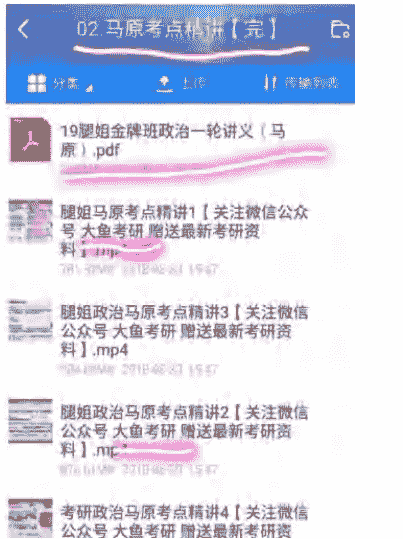 02.马原考点精讲【完】
分类
上传
传输列表
19腿姐金牌班政治一轮讲义（马
原）.pdf
腿姐马原考点精讲1【关注微信公众
号 大鱼考研 赠送最新考研资
料】.mp
腿姐政治马原考点精讲3【关注微信
公众号 大鱼考研 赠送最新考研资
料】.mp4
腿姐政治马原考点精讲2【关注微信
公众号 大鱼考研 赠送最新考研资
料】.mp
考研政治马原考点精讲4【关注微信
公众号 大鱼考研 赠送最新考研资